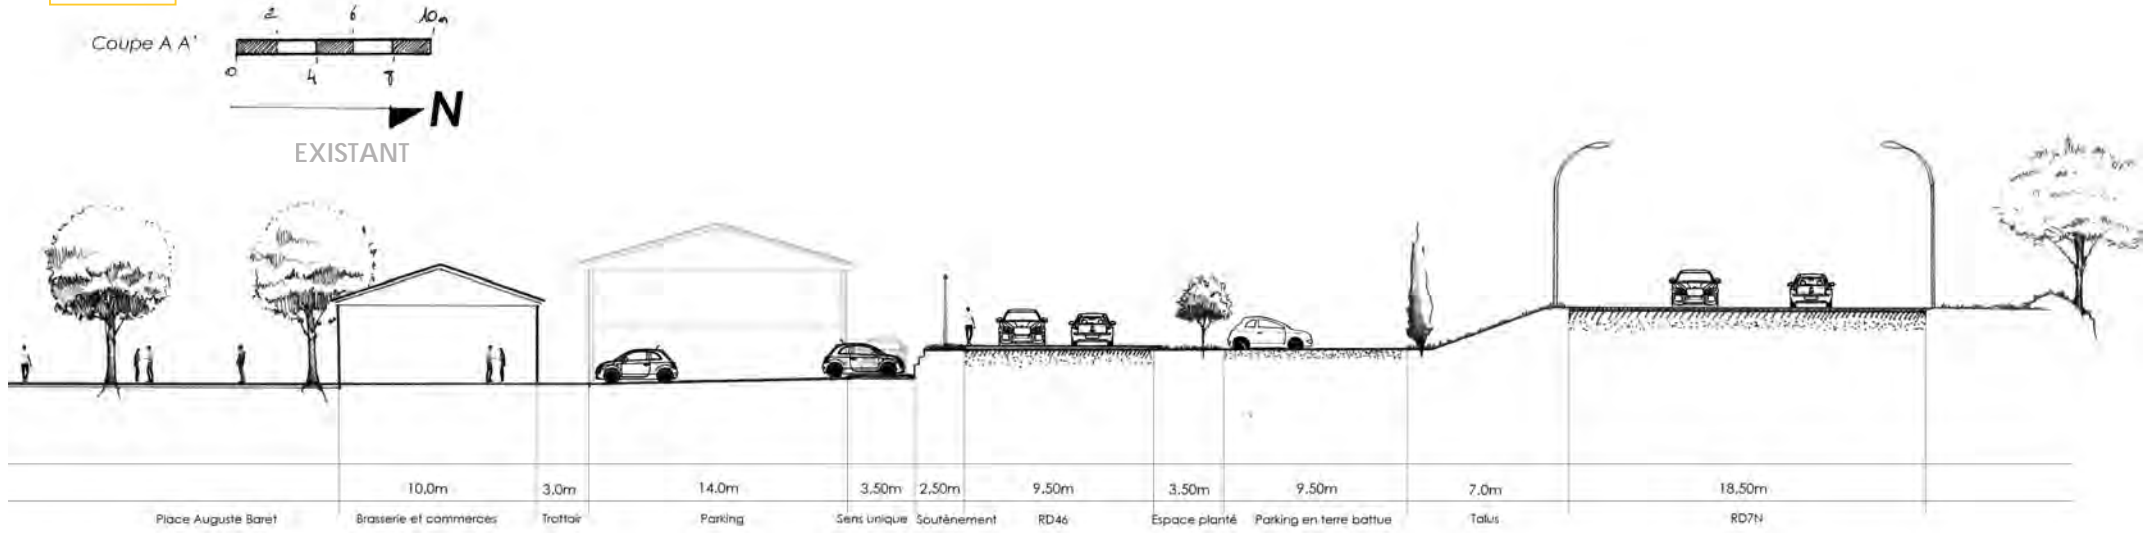 2 6 10m
Coupe A A'
0 4 8
N
EXISTANT
10.0m 3.0m 14.0m 3.50m 2.50m 9.50m 3.50m 9.50m 7.0m 18.50m
Place Auguste Baret Brasserie et commerces Trottoir Parking Sens unique Soutènement RD46 Espace planté Parking en terre battue Talus RD7N